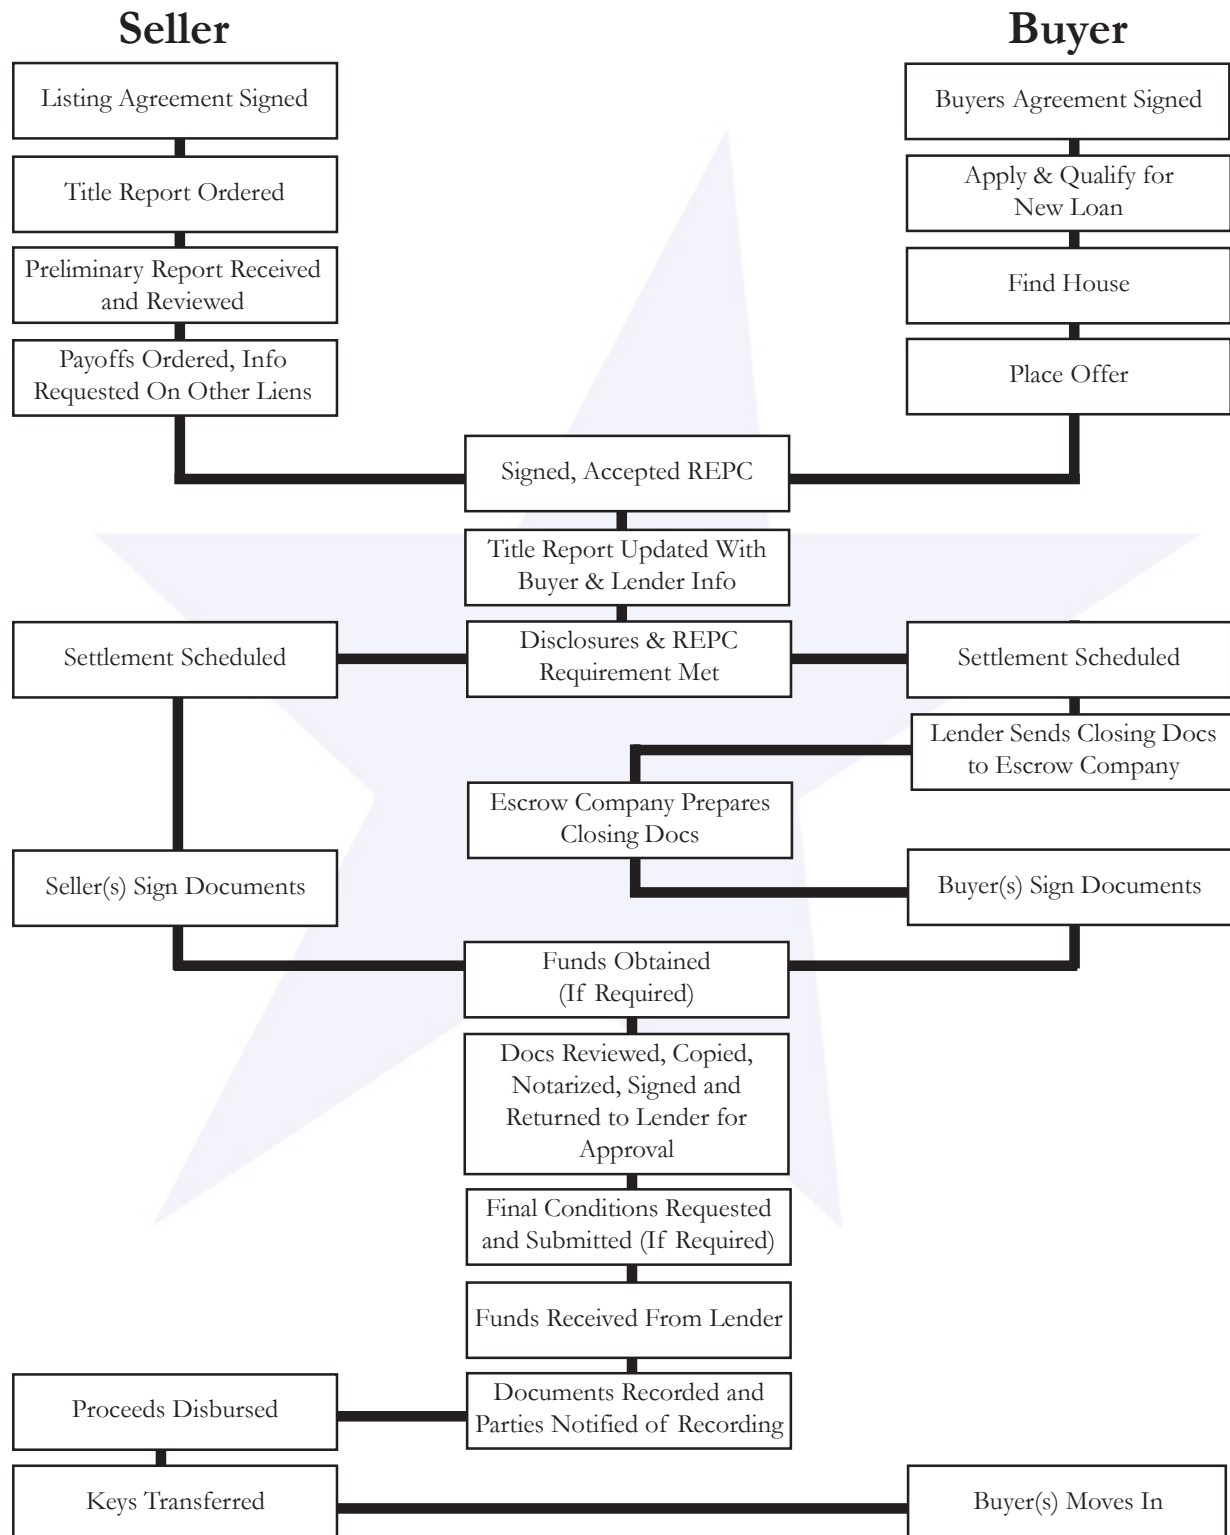 Seller
Buyer
Listing Agreement Signed
Buyers Agreement Signed
Title Report Ordered
Apply & Qualify for
New Loan
Preliminary Report Received
and Reviewed
Find House
Payoffs Ordered, Info
Requested On Other Liens
Place Offer
Signed, Accepted REPC
Title Report Updated With
Buyer & Lender Info
Settlement Scheduled
Disclosures & REPC
Requirement Met
Settlement Scheduled
Lender Sends Closing Docs
to Escrow Company
Escrow Company Prepares
Closing Docs
Seller(s) Sign Documents
Buyer(s) Sign Documents
Funds Obtained
(If Required)
Docs Reviewed, Copied,
Notarized, Signed and
Returned to Lender for
Approval
Final Conditions Requested
and Submitted (If Required)
Funds Received From Lender
Proceeds Disbursed
Documents Recorded and
Parties Notified of Recording
Keys Transferred
Buyer(s) Moves In